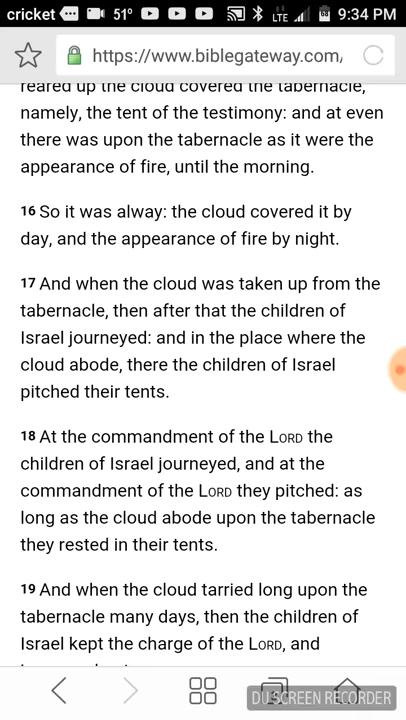 cricket 51° LTE 9:34 PM
https://www.biblegateway.com/
reared up the cloud covered the tabernacle,
namely, the tent of the testimony: and at even
there was upon the tabernacle as it were the
appearance of fire, until the morning.
16 So it was alway: the cloud covered it by
day, and the appearance of fire by night.
17 And when the cloud was taken up from the
tabernacle, then after that the children of
Israel journeyed: and in the place where the
cloud abode, there the children of Israel
pitched their tents.
18 At the commandment of the LORD the
children of Israel journeyed, and at the
commandment of the LORD they pitched: as
long as the cloud abode upon the tabernacle
they rested in their tents.
19 And when the cloud tarried long upon the
tabernacle many days, then the children of
Israel kept the charge of the LORD, and
DU SCREEN RECORDER